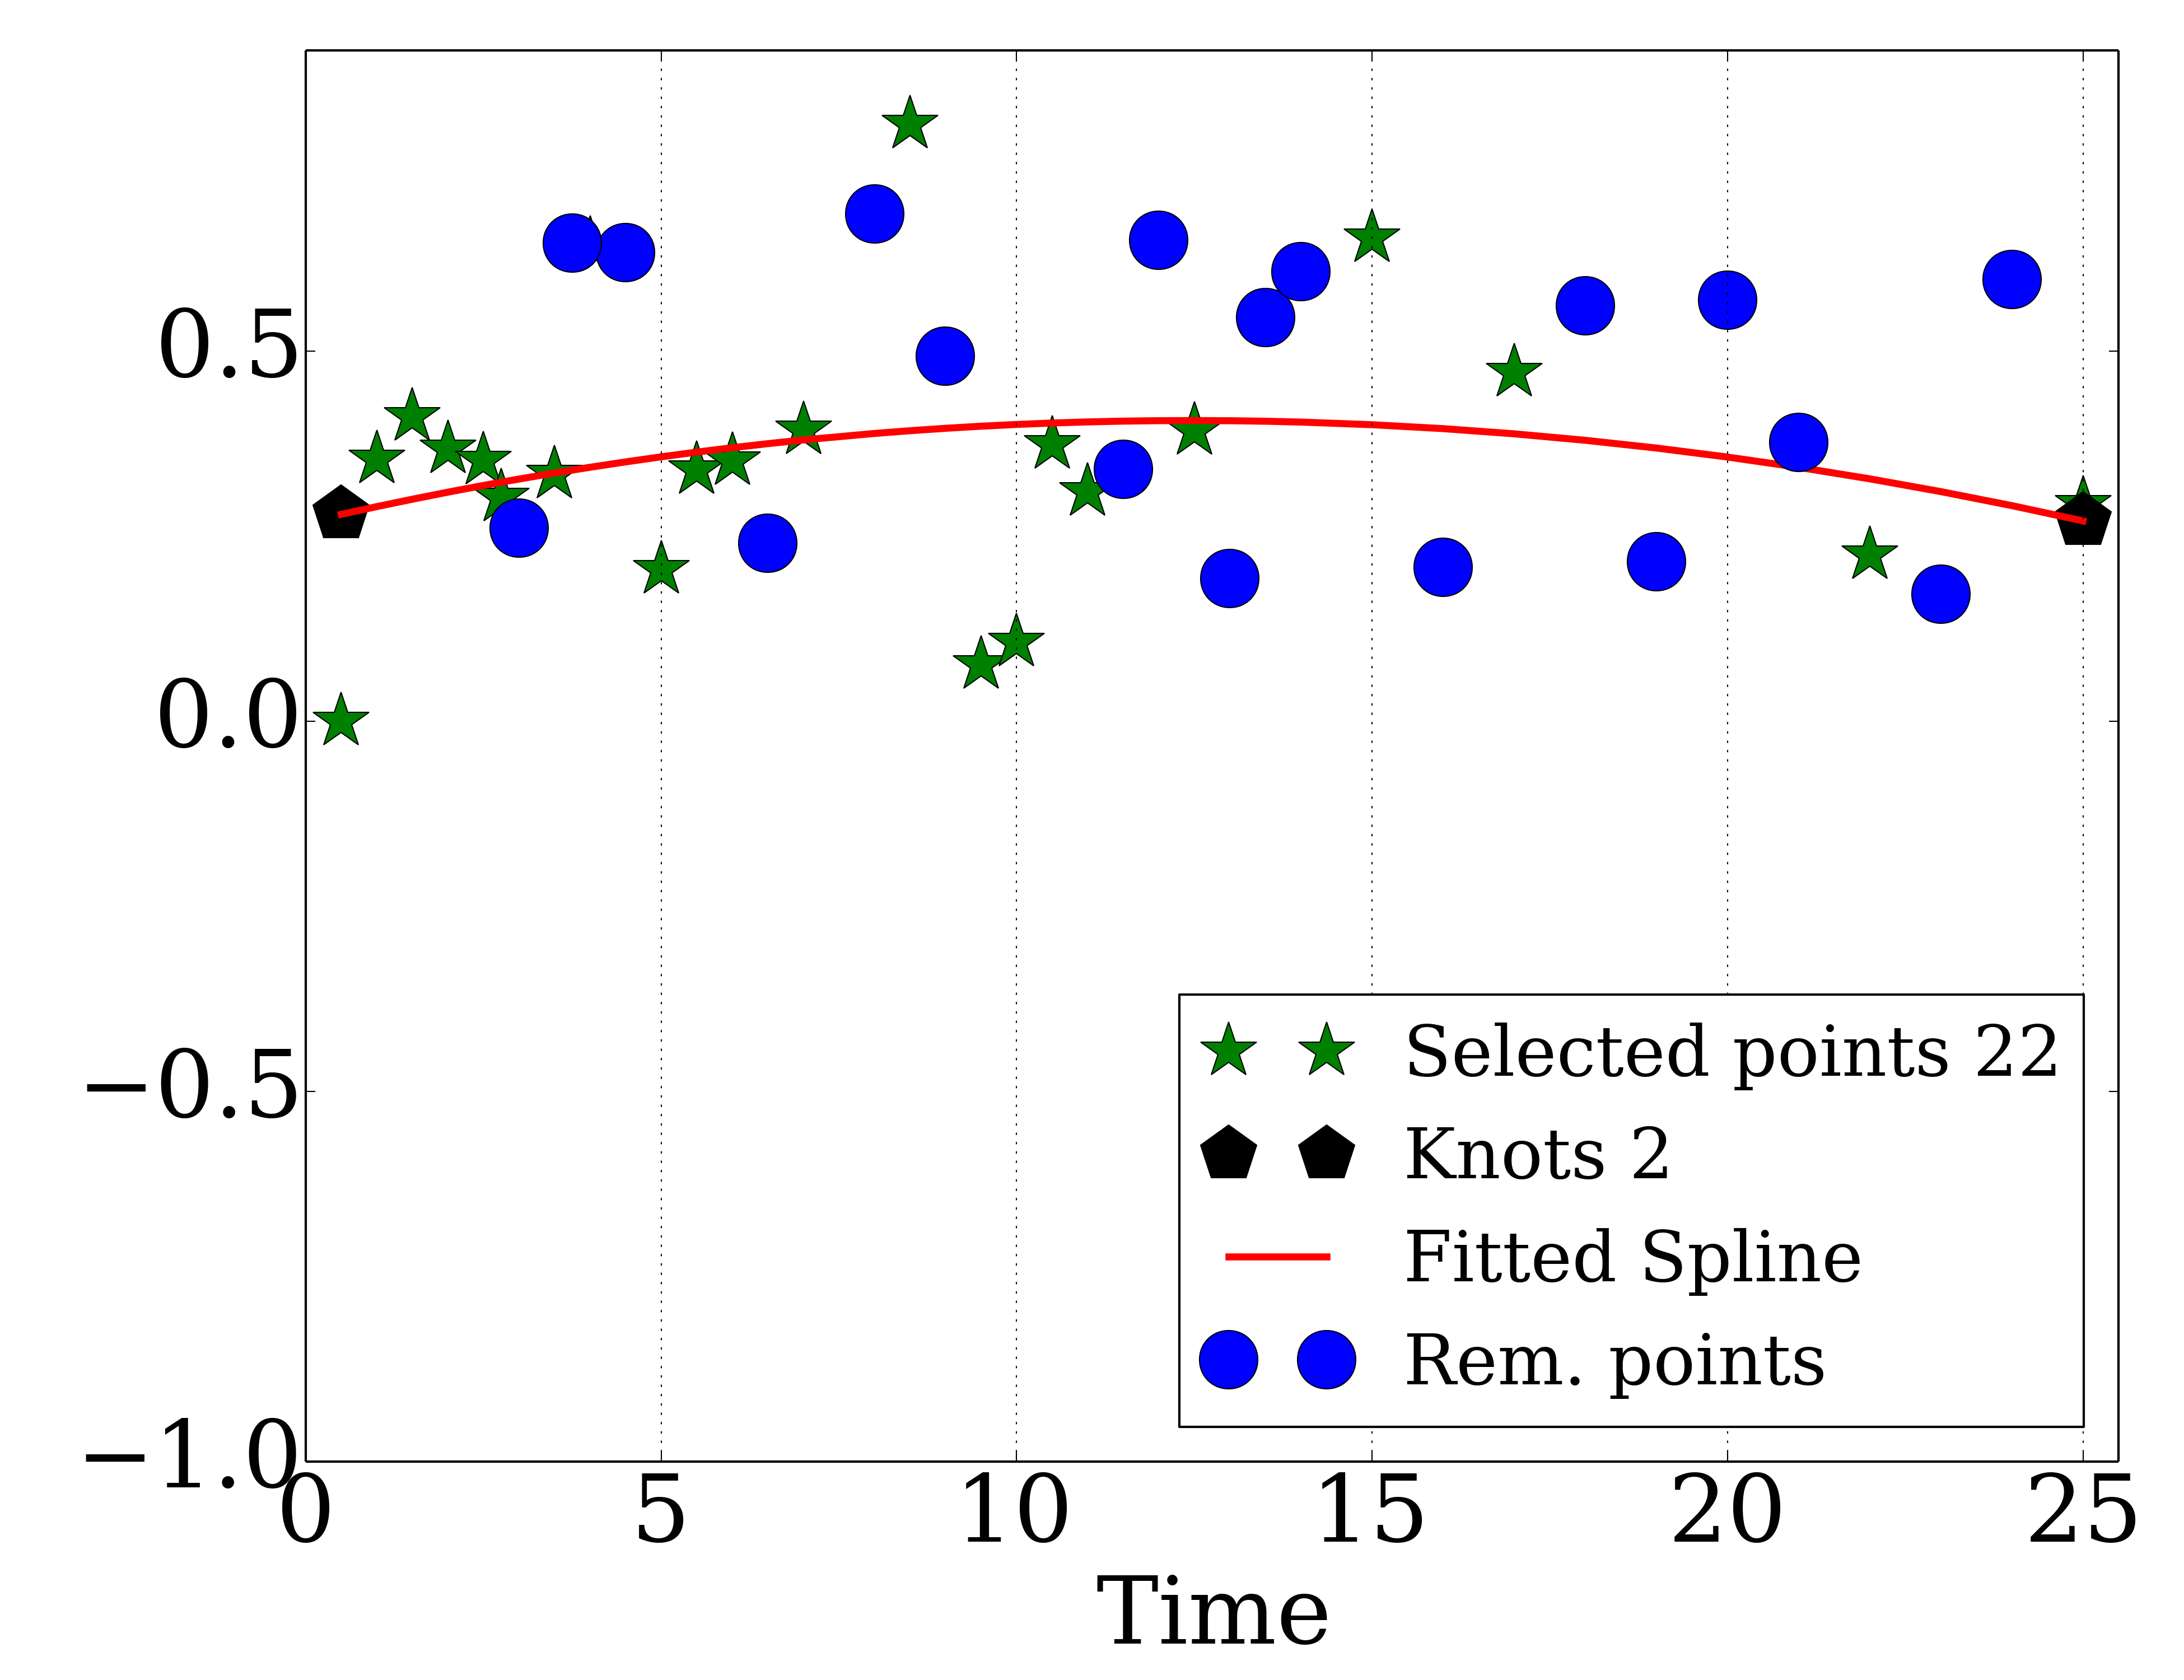 0.5
0.0
−0.5
−1.0
Selected points 22
Knots 2
Fitted Spline
Rem. points
0 5 10 15 20 25
Time